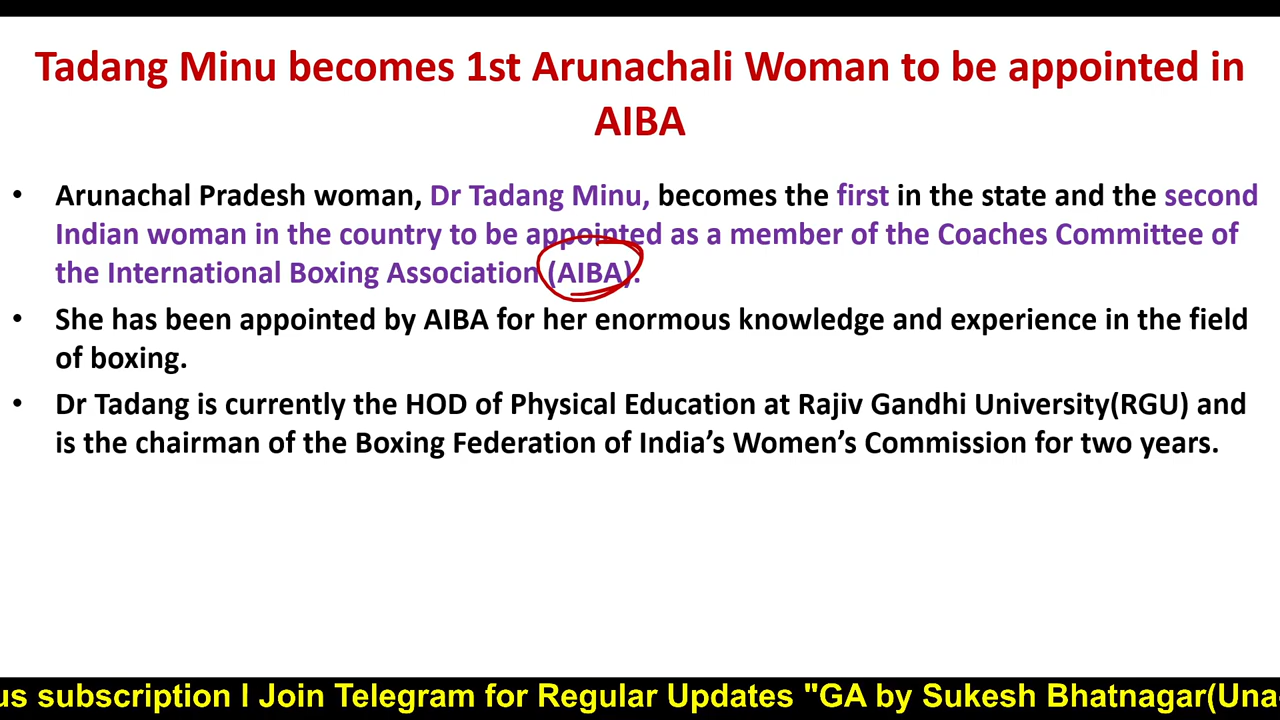 Tadang Minu becomes 1st Arunachali Woman to be appointed in
AIBA
• Arunachal Pradesh woman, Dr Tadang Minu, becomes the first in the state and the second
Indian woman in the country to be appointed as a member of the Coaches Committee of
the International Boxing Association (AIBA).
• She has been appointed by AIBA for her enormous knowledge and experience in the field
of boxing.
• Dr Tadang is currently the HOD of Physical Education at Rajiv Gandhi University(RGU) and
is the chairman of the Boxing Federation of India’s Women’s Commission for two years.
us subscription I Join Telegram for Regular Updates "GA by Sukesh Bhatnagar(Una